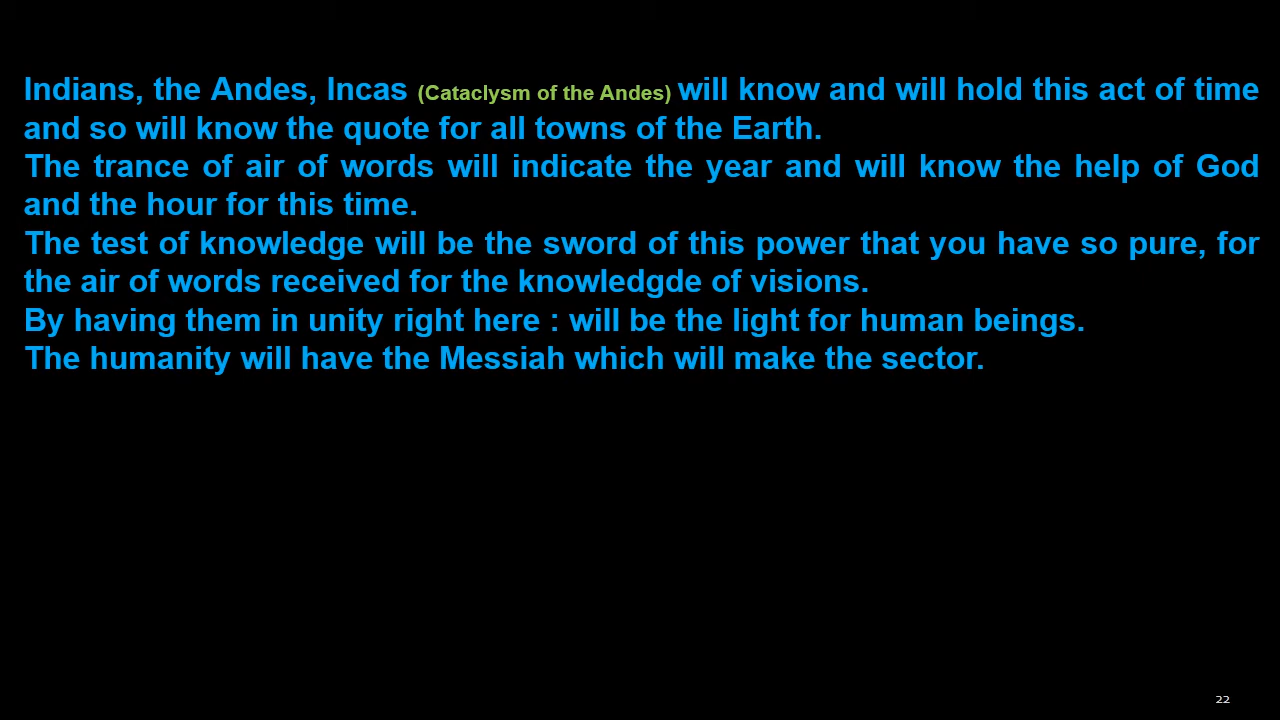 Indians, the Andes, Incas (Cataclysm of the Andes) will know and will hold this act of time
and so will know the quote for all towns of the Earth.
The trance of air of words will indicate the year and will know the help of God
and the hour for this time.
The test of knowledge will be the sword of this power that you have so pure, for
the air of words received for the knowledgde of visions.
By having them in unity right here : will be the light for human beings.
The humanity will have the Messiah which will make the sector.
22